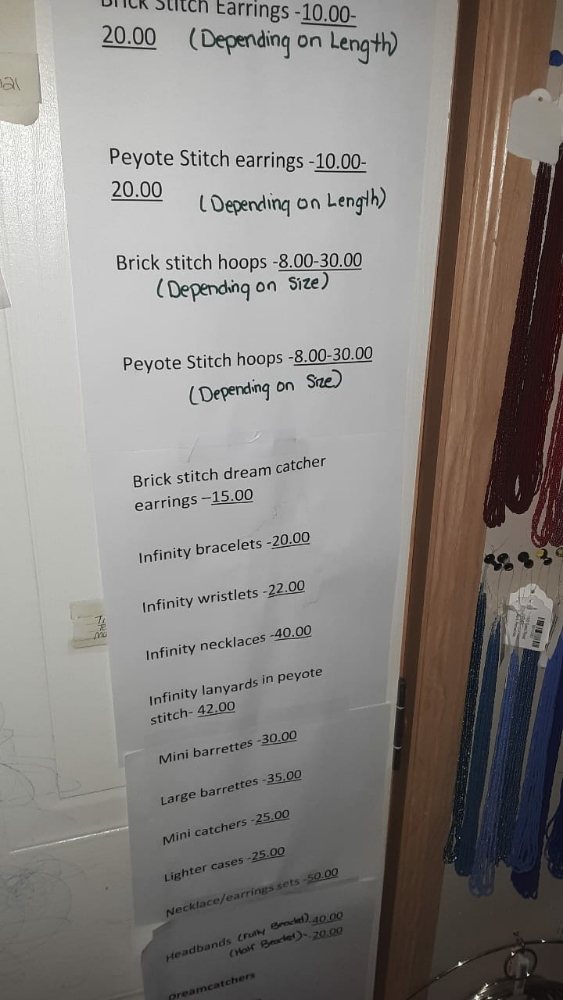 Brick Stitch Earrings -10.00-
20.00 (Depending on Length)
Peyote Stitch earrings -10.00-
20.00 (Depending on Length)
Brick stitch hoops -8.00-30.00
(Depending on Size)
Peyote Stitch hoops -8.00-30.00
(Depending on Size)
Brick stitch dream catcher
earrings –15.00
Infinity bracelets -20.00
Infinity wristlets -22.00
Infinity necklaces -40.00
Infinity lanyards in peyote
stitch- 42.00
Mini barrettes -30.00
Large barrettes -35.00
Mini catchers -25.00
Lighter cases -25.00
Necklace/earrings sets -50.00
Headbands (Fully Beaded) 40.00
(Half Beaded)- 20.00
Dreamcatchers